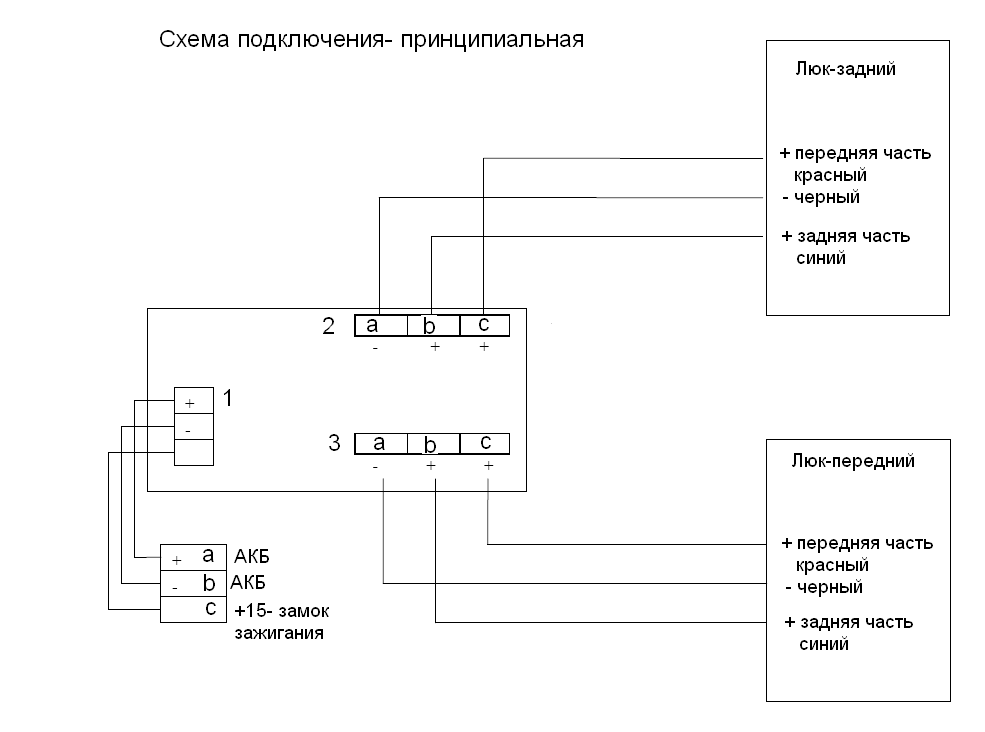 Схема подключения- принципиальная
Люк-задний
+ передняя часть
красный
- черный
+ задняя часть
синий
2
a b c
- + +
1
+
-
3
a b c
- + +
Люк-передний
+ передняя часть
красный
- черный
+ задняя часть
синий
+ a АКБ
- b АКБ
c +15- замок
зажигания